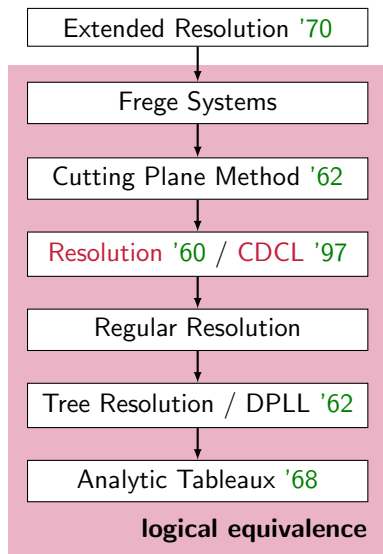 Extended Resolution '70
Frege Systems
Cutting Plane Method '62
Resolution '60 / CDCL '97
Regular Resolution
Tree Resolution / DPLL '62
Analytic Tableaux '68
logical equivalence